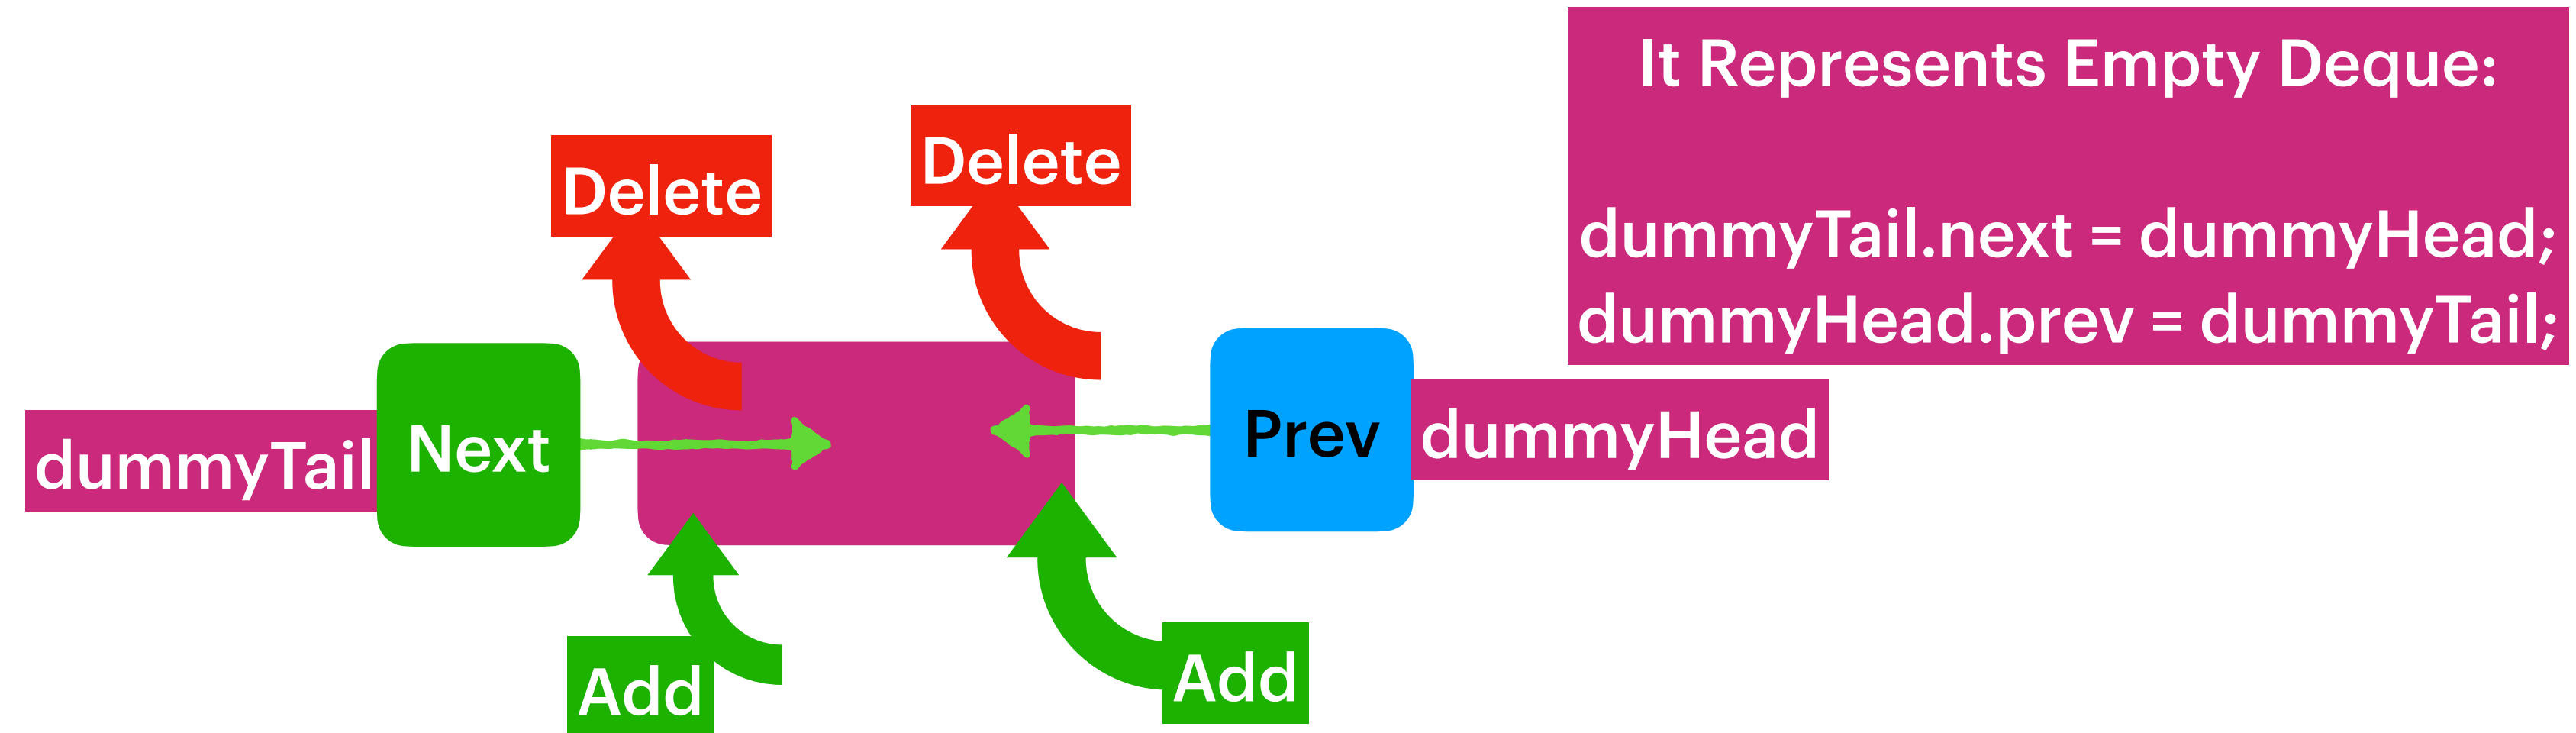 It Represents Empty Deque:
dummyTail.next = dummyHead;
dummyHead.prev = dummyTail;
Delete
Delete
dummyTail
Next
Prev
dummyHead
Add
Add